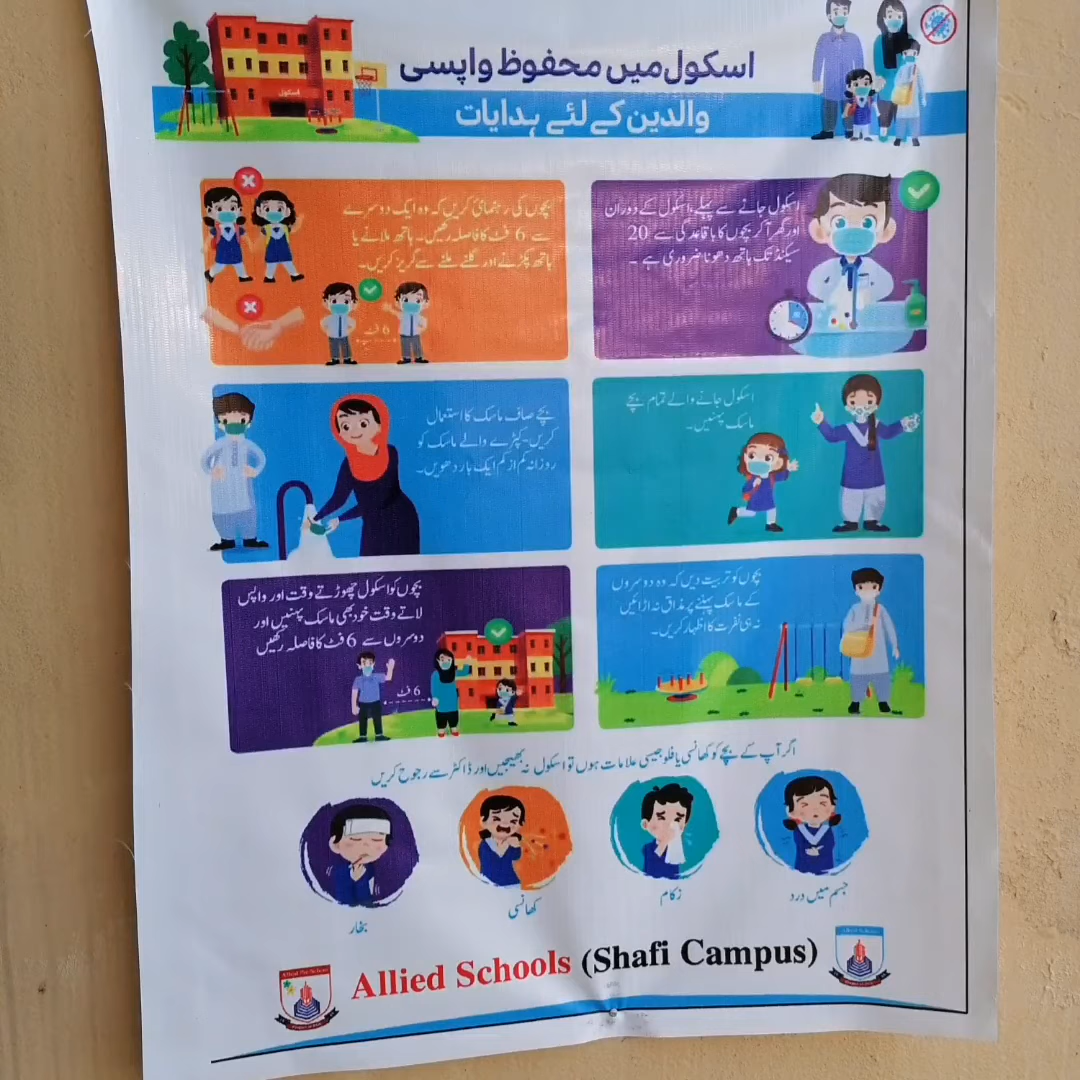 اسکول میں محفوظ واپسی
والدین کے لئے ہدایات
اسکول
اسکول جانے سے پہلے، اسکول کے دوران
اور گھر آ کر بچوں کا باقاعدگی سے 20
سیکنڈ تک ہاتھ دھونا ضروری ہے ۔
بچوں کی رہنمائی کریں کہ وہ ایک دوسرے
سے 6 فٹ کا فاصلہ رکھیں۔ ہاتھ ملانے یا
ہاتھ پکڑنے اور گلے ملنے سے گریز کریں۔
6 فٹ
اسکول جانے والے تمام بچے
ماسک پہنیں۔
بچے صاف ماسک کا استعمال
کریں۔ کپڑے والے ماسک کو
روزانہ کم از کم ایک بار دھویں۔
بچوں کو تربیت دیں کہ وہ دوسروں
کے ماسک پہننے پر مذاق نہ اڑائیں
نہ ہی نفرت کا اظہار کریں۔
بچوں کو اسکول چھوڑتے وقت اور واپس
لاتے وقت خود بھی ماسک پہنیں اور
دوسروں سے 6 فٹ کا فاصلہ رکھیں
6 فٹ
اگر آپ کے بچے کو کھانسی یا فلو جیسی علامات ہوں تو اسکول نہ بھیجیں اور ڈاکٹر سے رجوع کریں
جسم میں درد
زکام
کھانسی
بخار
Allied Schools (Shafi Campus)